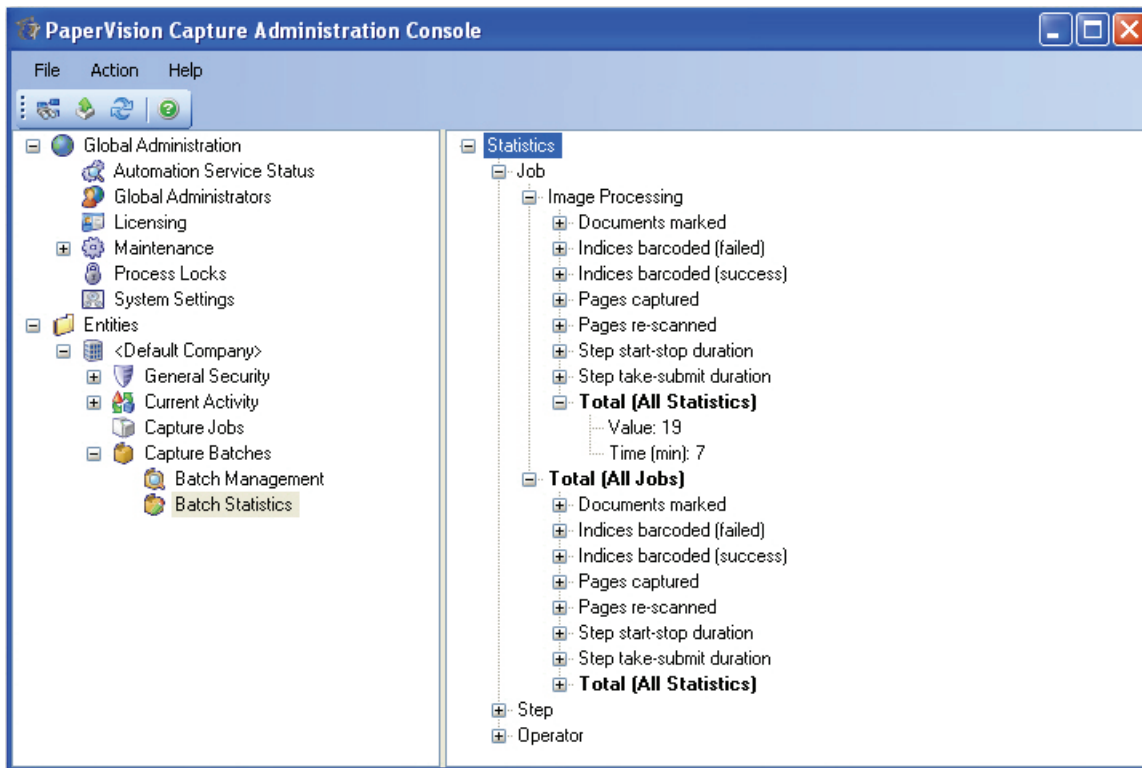 PaperVision Capture Administration Console
File Action Help
Global Administration
Automation Service Status
Global Administrators
Licensing
Maintenance
Process Locks
System Settings
Entities
<Default Company>
General Security
Current Activity
Capture Jobs
Capture Batches
Batch Management
Batch Statistics
Statistics
Job
Image Processing
Documents marked
Indices barcoded (failed)
Indices barcoded (success)
Pages captured
Pages re-scanned
Step start-stop duration
Step take-submit duration
Total (All Statistics)
Value: 19
Time (min): 7
Total (All Jobs)
Documents marked
Indices barcoded (failed)
Indices barcoded (success)
Pages captured
Pages re-scanned
Step start-stop duration
Step take-submit duration
Total (All Statistics)
Step
Operator